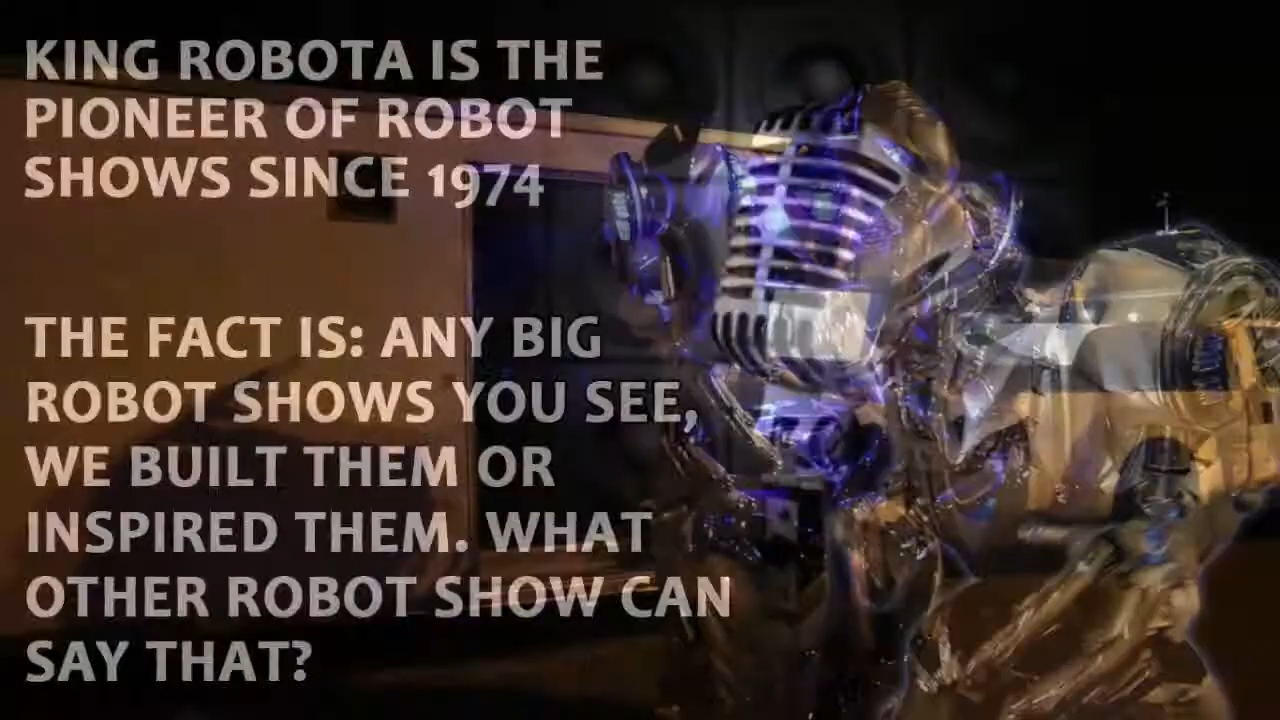 KING ROBOTA IS THE
PIONEER OF ROBOT
SHOWS SINCE 1974
THE FACT IS: ANY BIG
ROBOT SHOWS YOU SEE,
WE BUILT THEM OR
INSPIRED THEM. WHAT
OTHER ROBOT SHOW CAN
SAY THAT?